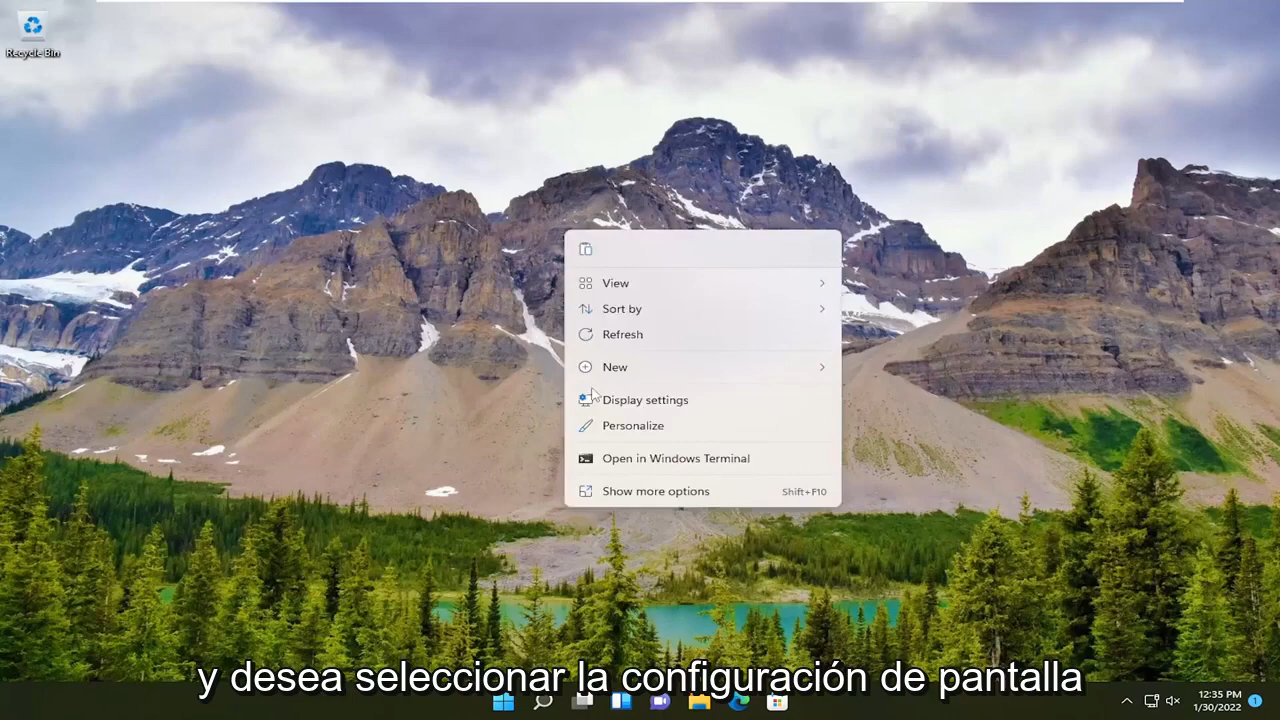 Recycle Bin
View
Sort by
Refresh
New
Display settings
Personalize
Open in Windows Terminal
Show more options Shift+F10
y desea seleccionar la configuración de pantalla
12:35 PM
1/30/2022
1